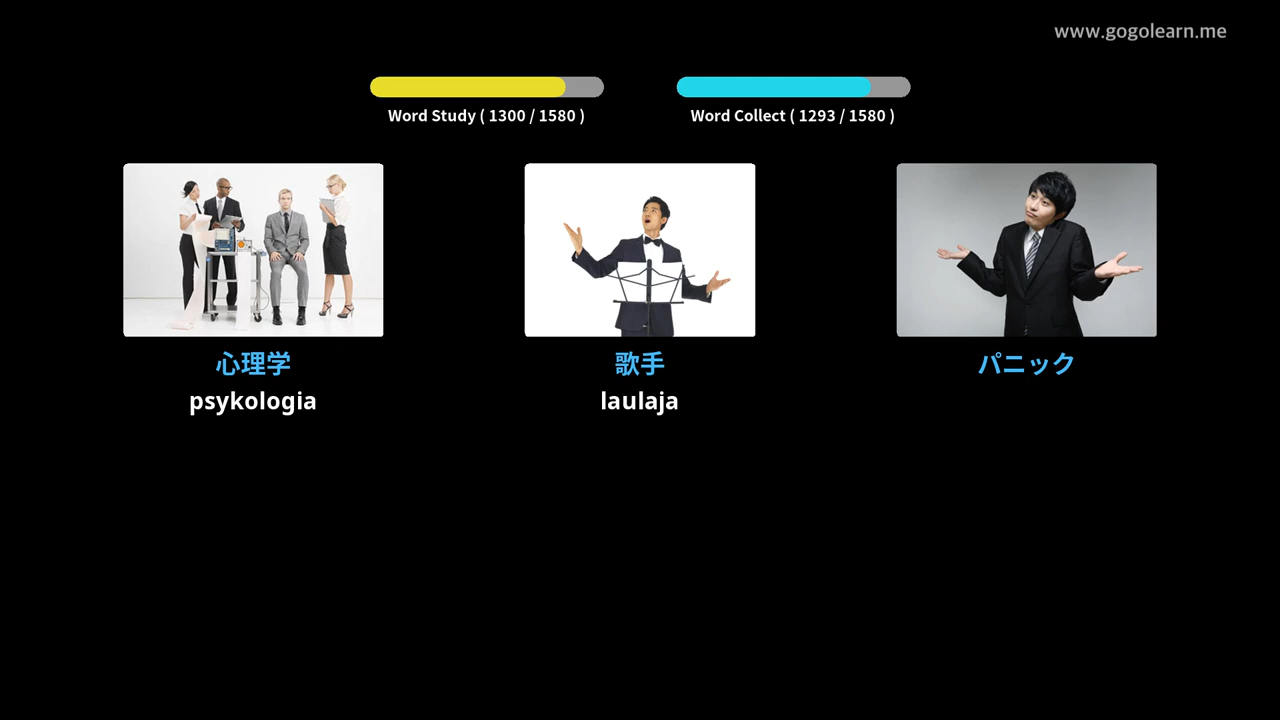 www.gogolearn.me
Word Study ( 1300 / 1580 )
Word Collect ( 1293 / 1580 )
心理学
psykologia
歌手
laulaja
パニック